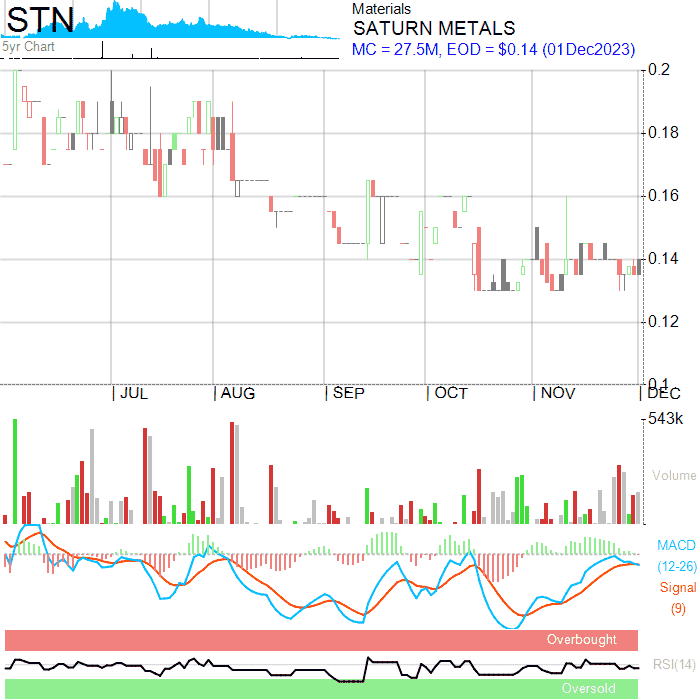 STN
5yr Chart
Materials
SATURN METALS
MC = 27.5M, EOD = $0.14 (01Dec2023)
0.2
0.18
0.16
0.14
0.12
0.1
JUL
AUG
SEP
OCT
NOV
DEC
543k
Volume
MACD
(12-26)
Signal
(9)
Overbought
RSI(14)
Oversold